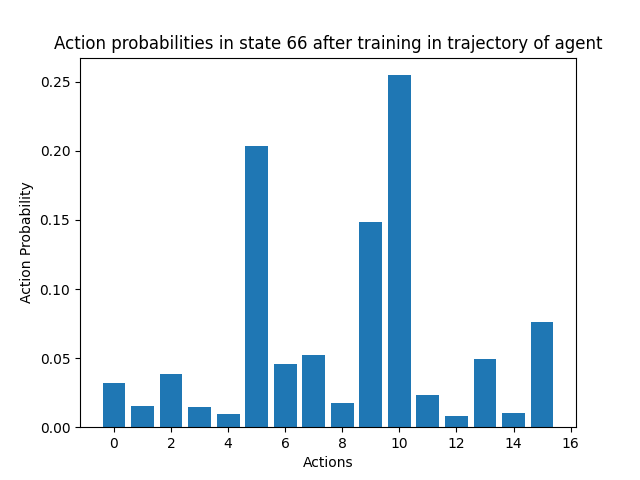 Action probabilities in state 66 after training in trajectory of agent
0.25
0.20
0.15
0.10
0.05
0.00
Action Probability
0 2 4 6 8 10 12 14 16
Actions